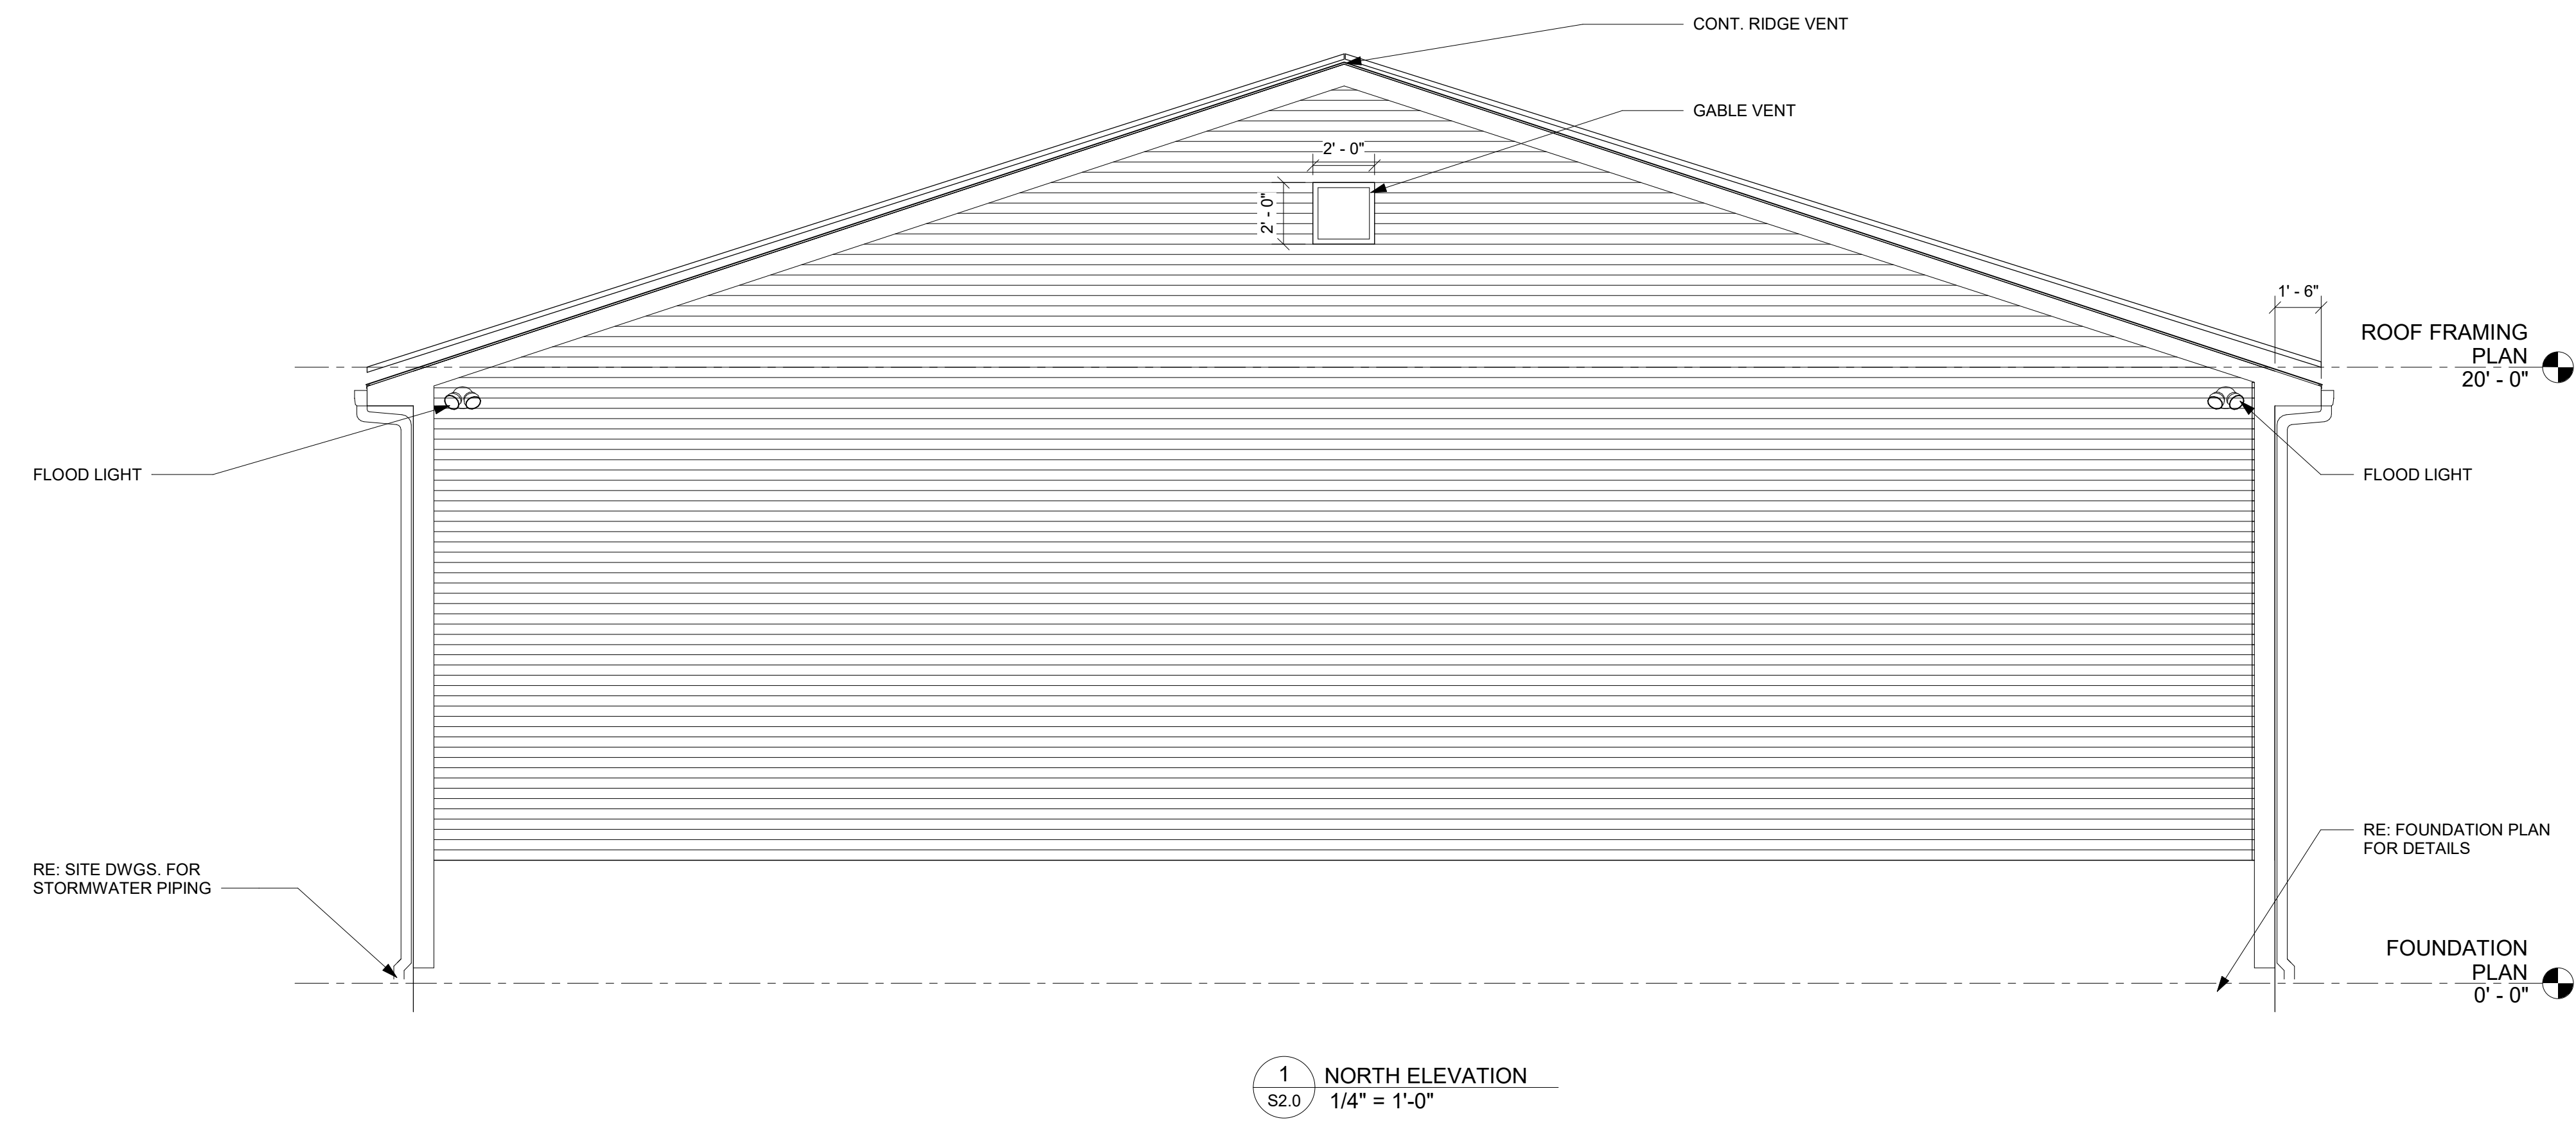 CONT. RIDGE VENT
GABLE VENT
2' - 0"
2' - 0"
1' - 6"
ROOF FRAMING
PLAN
20' - 0"
FLOOD LIGHT
FLOOD LIGHT
RE: FOUNDATION PLAN
FOR DETAILS
RE: SITE DWGS. FOR
STORMWATER PIPING
FOUNDATION
PLAN
0' - 0"
1
NORTH ELEVATION
S2.0
1/4" = 1'-0"